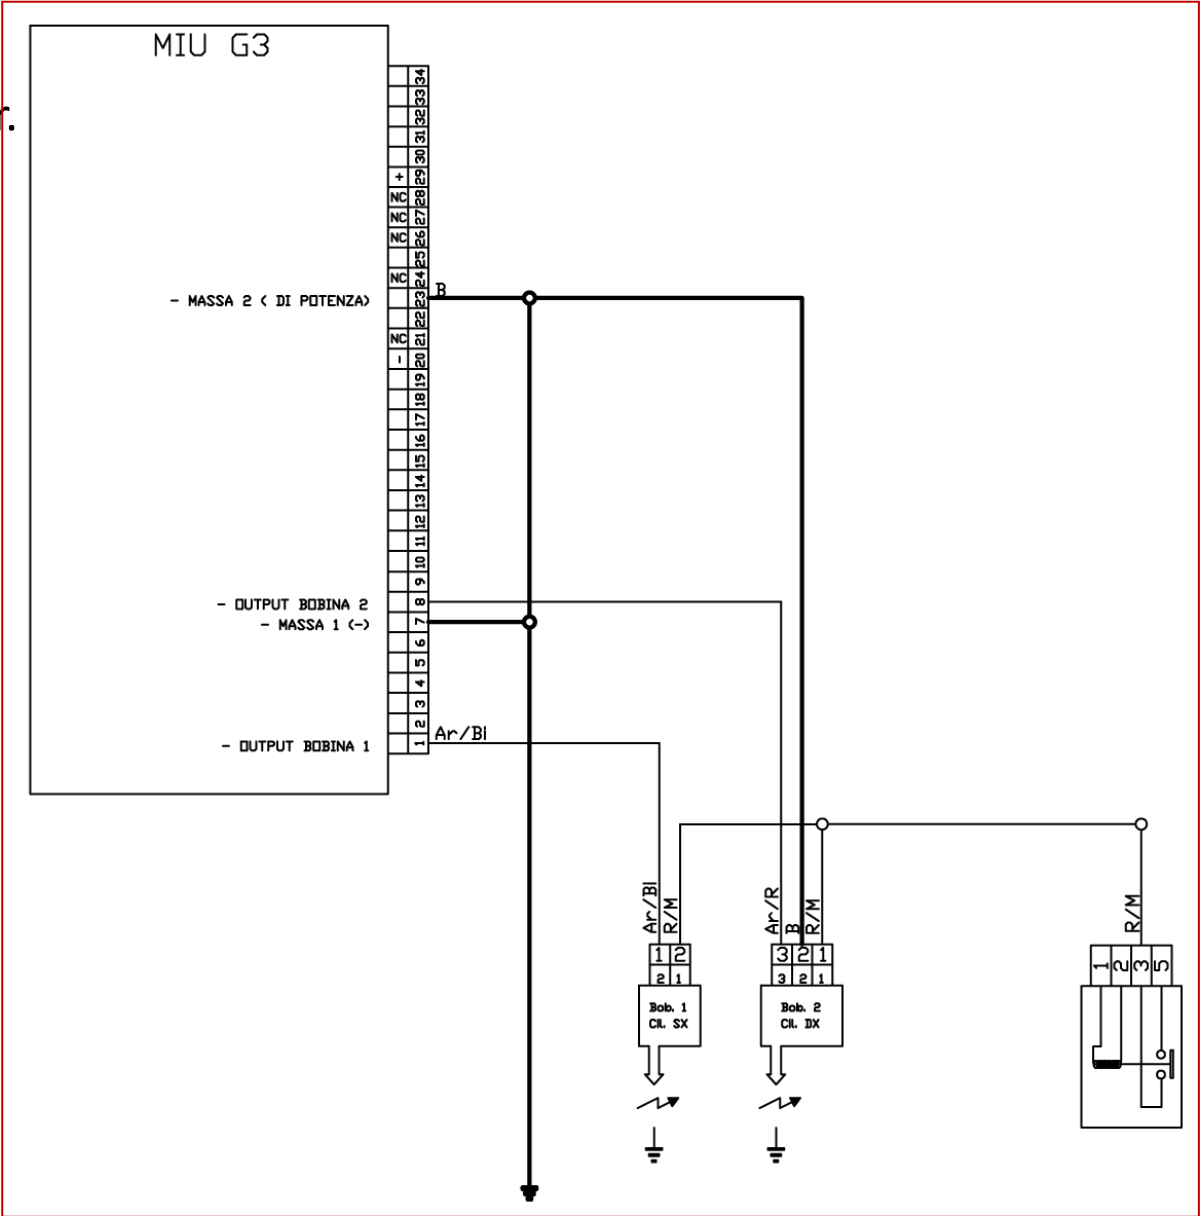 MIU G3
r.
34
33
32
31
30
+ 29
NC 28
NC 27
NC 26
25
NC 24
- MASSA 2 ( DI POTENZA) 23 B
22
NC 21
- 20
19
18
17
16
15
14
13
12
11
10
9
- OUTPUT BOBINA 2 8
- MASSA 1 (-) 7
6
5
4
3
2
- OUTPUT BOBINA 1 1 Ar/Bl
Ar/Bl R/M Ar/R B R/M R/M
1 2 3 2 1 1 2 3 5
2 1 3 2 1
Bob. 1 Bob. 2
Cil. SX Cil. DX